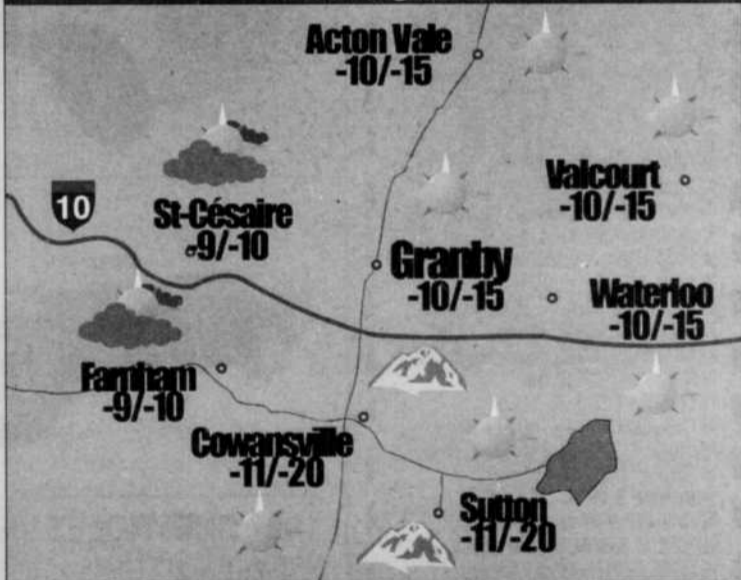 Acton Vale
-10/-15
10
St-Césaire
-9/-10
Valcourt
-10/-15
Granby
-10/-15
Waterloo
-10/-15
Farnham
-9/-10
Cowansville
-11/-20
Sutton
-11/-20